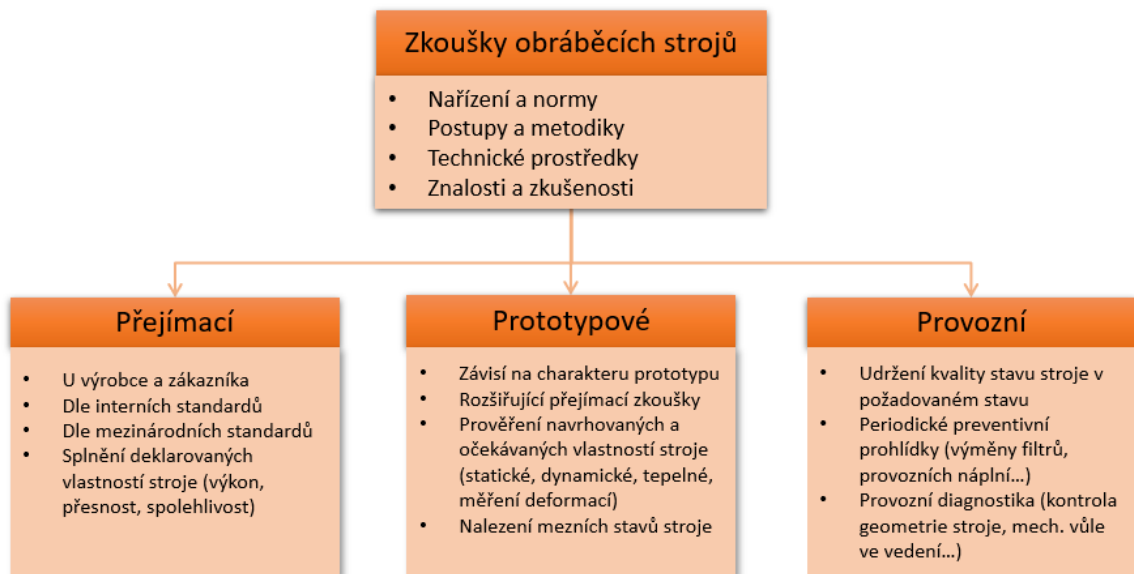 Zkoušky obráběcích strojů
• Nařízení a normy
• Postupy a metodiky
• Technické prostředky
• Znalosti a zkušenosti
Přejímací
• U výrobce a zákazníka
• Dle interních standardů
• Dle mezinárodních standardů
• Splnění deklarovaných
vlastností stroje (výkon,
přesnost, spolehlivost)
Prototypové
• Závisí na charakteru prototypu
• Rozšiřující přejímací zkoušky
• Prověření navrhovaných a
očekávaných vlastností stroje
(statické, dynamické, tepelné,
měření deformací)
• Nalezení mezních stavů stroje
Provozní
• Udržení kvality stavu stroje v
požadovaném stavu
• Periodické preventivní
prohlídky (výměny filtrů,
provozních náplní…)
• Provozní diagnostika (kontrola
geometrie stroje, mech. vůle
ve vedení…)